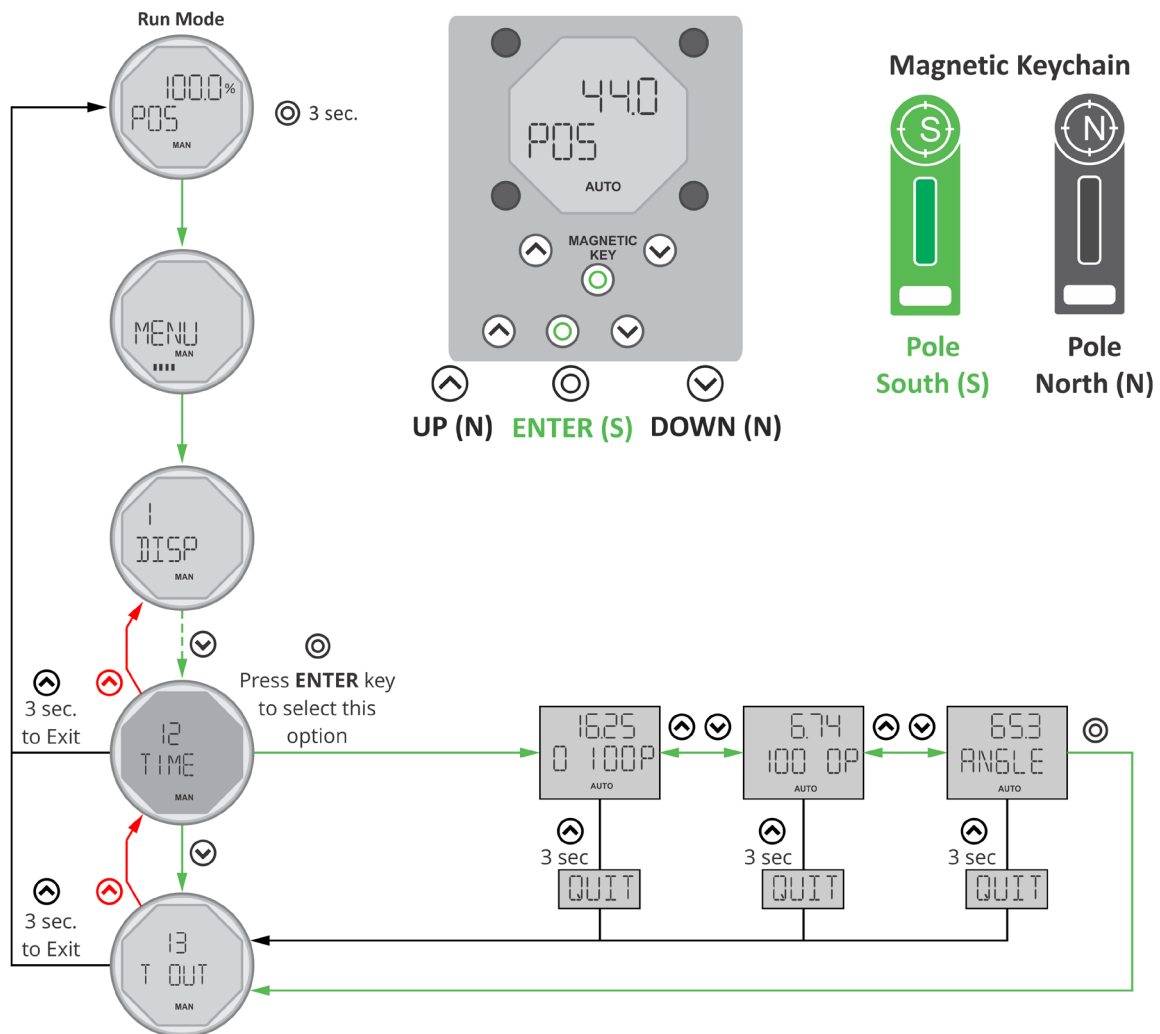 Run Mode
100.0%
POS
MAN
3 sec.
44.0
POS
AUTO
MAGNETIC
KEY
UP (N)
ENTER (S)
DOWN (N)
Magnetic Keychain
S
N
Pole
South (S)
Pole
North (N)
MENU
MAN
1
DISP
MAN
3 sec.
to Exit
Press ENTER key
to select this
option
12
TIME
MAN
16.25
0 100P
AUTO
6.74
100 0P
AUTO
65.3
ANGLE
AUTO
3 sec
QUIT
3 sec
QUIT
3 sec
QUIT
3 sec.
to Exit
13
T OUT
MAN